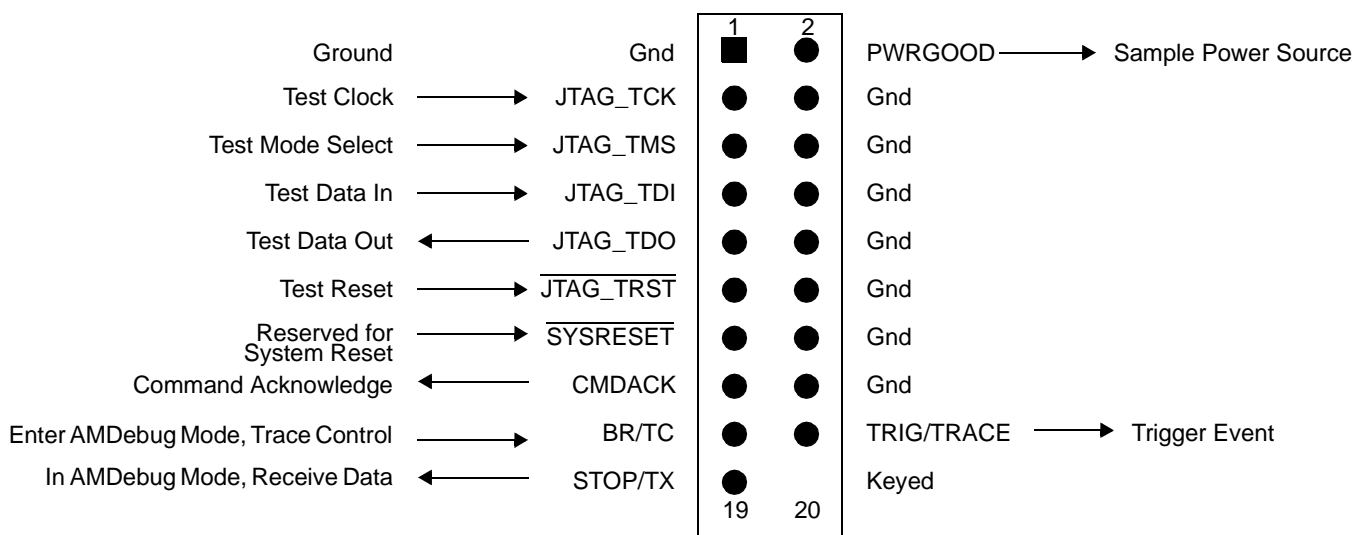 1 2
Ground Gnd PWRGOOD Sample Power Source
Test Clock JTAG_TCK Gnd
Test Mode Select JTAG_TMS Gnd
Test Data In JTAG_TDI Gnd
Test Data Out JTAG_TDO Gnd
Test Reset JTAG_TRST Gnd
Reserved for
System Reset SYSRESET Gnd
Command Acknowledge CMDACK Gnd
Enter AMDebug Mode, Trace Control BR/TC TRIG/TRACE Trigger Event
In AMDebug Mode, Receive Data STOP/TX Keyed
19 20